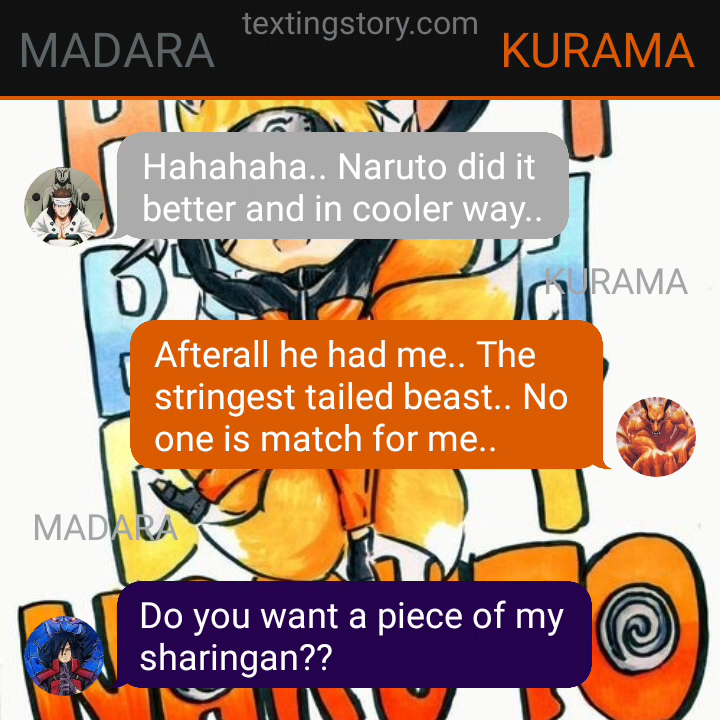 textingstory.com
MADARA
KURAMA
Hahahaha.. Naruto did it
better and in cooler way..
KURAMA
Afterall he had me.. The
stringest tailed beast.. No
one is match for me..
MADARA
Do you want a piece of my
sharingan??
NARUTO